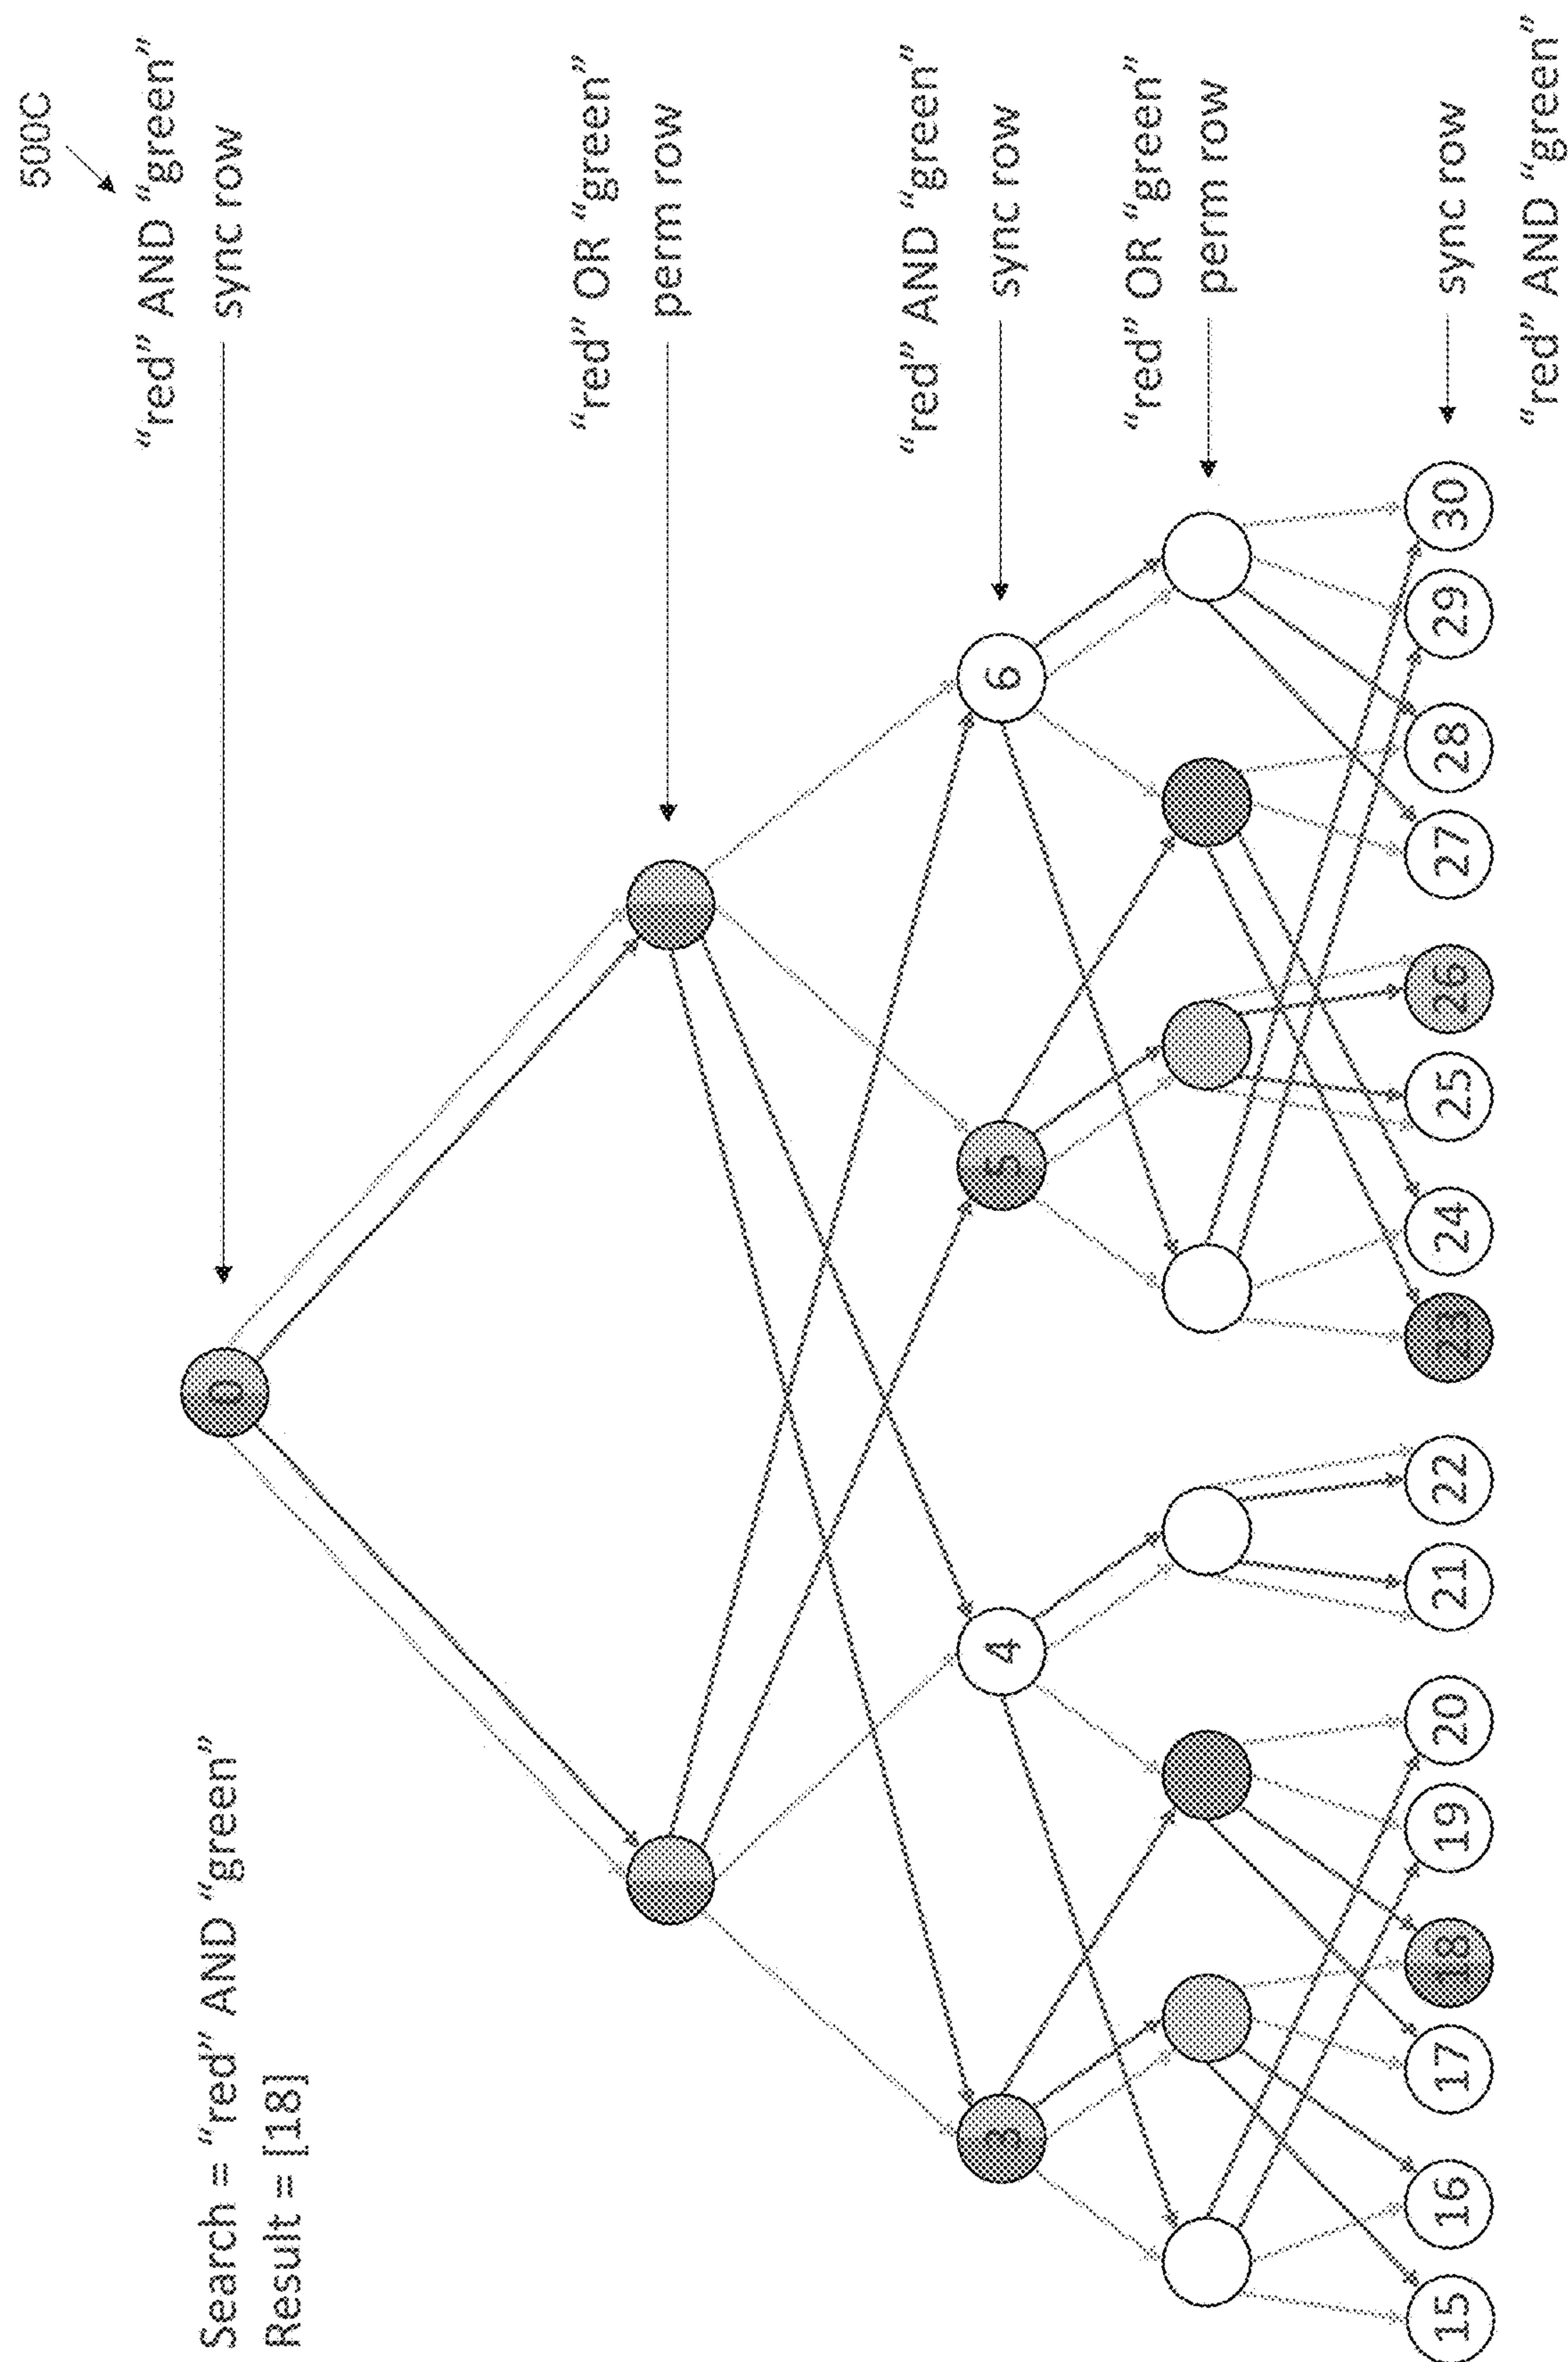 500C
Search = “red” AND “green”
Result = [18]
“red” AND “green”
sync row
0
“red” OR “green”
perm row
“red” AND “green”
sync row
3 4 5 6
“red” OR “green”
perm row
15 16 17 18 19 20 21 22 23 24 25 26 27 28 29 30
sync row
“red” AND “green”